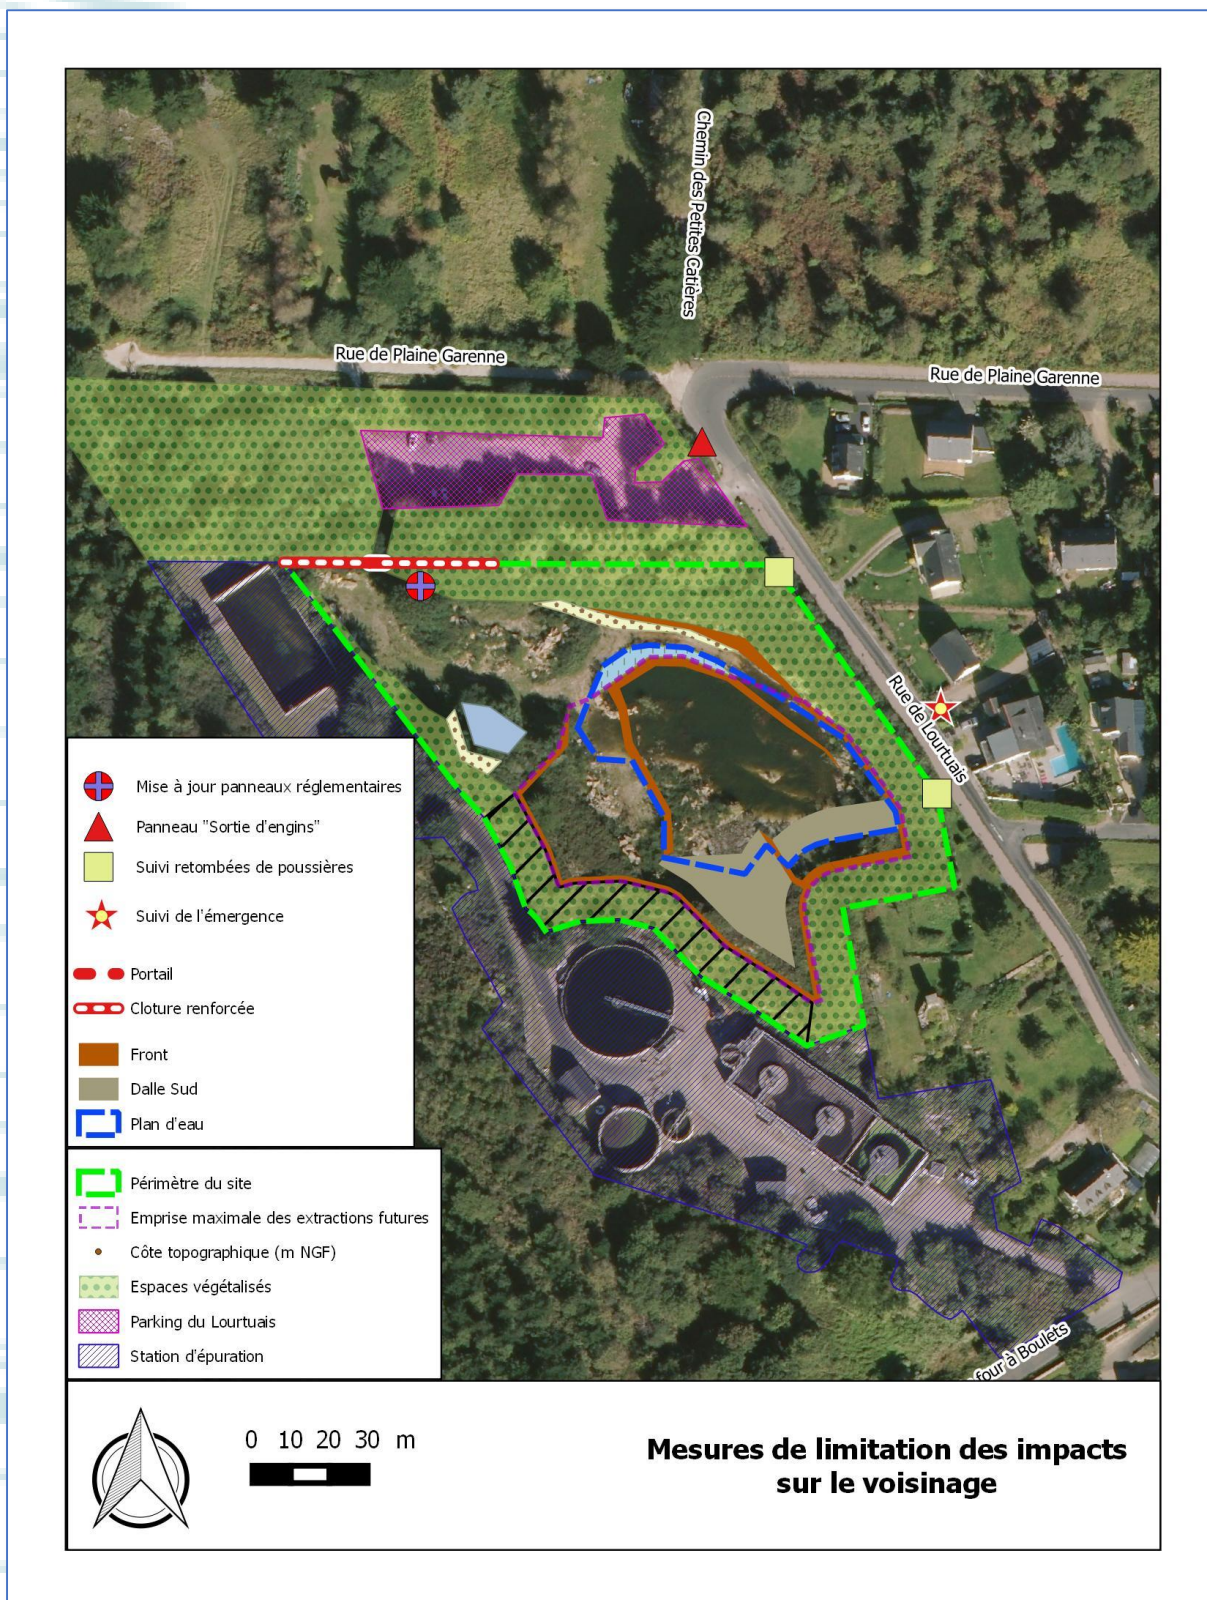 Chemin des Petites Catières
Rue de Plaine Garenne
Rue de Plaine Garenne
Rue de Lourtuais
Mise à jour panneaux réglementaires
Panneau "Sortie d'engins"
Suivi retombées de poussières
Suivi de l'émergence
Portail
Cloture renforcée
Front
Dalle Sud
Plan d'eau
Périmètre du site
Emprise maximale des extractions futures
Côte topographique (m NGF)
Espaces végétalisés
Parking du Lourtuais
Station d'épuration
four à Boulets
0 10 20 30 m
Mesures de limitation des impacts
sur le voisinage